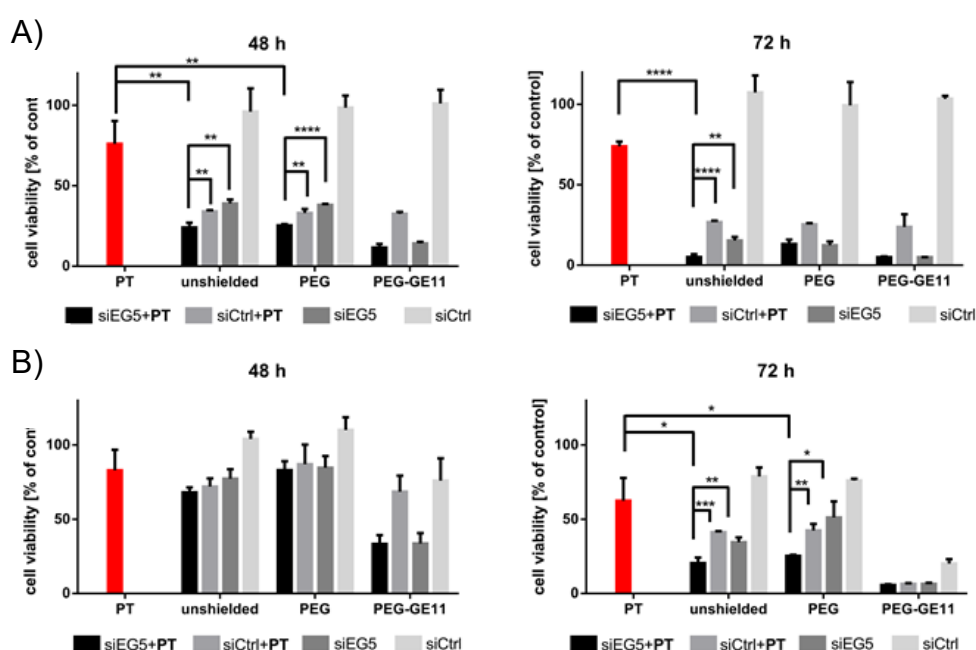 A)
48 h
cell viability [% of cont
100
50
0
** **
** **
** ****
PT unshielded PEG PEG-GE11
siEG5+PT siCtrl+PT siEG5 siCtrl
72 h
cell viability [% of control]
100
50
0
****
**
****
PT unshielded PEG PEG-GE11
siEG5+PT siCtrl+PT siEG5 siCtrl
B)
48 h
cell viability [% of con
100
50
0
PT unshielded PEG PEG-GE11
siEG5+PT siCtrl+PT siEG5 siCtrl
72 h
cell viability [% of control]
100
50
0
*
*
** *
*** **
PT unshielded PEG PEG-GE11
siEG5+PT siCtrl+PT siEG5 siCtrl